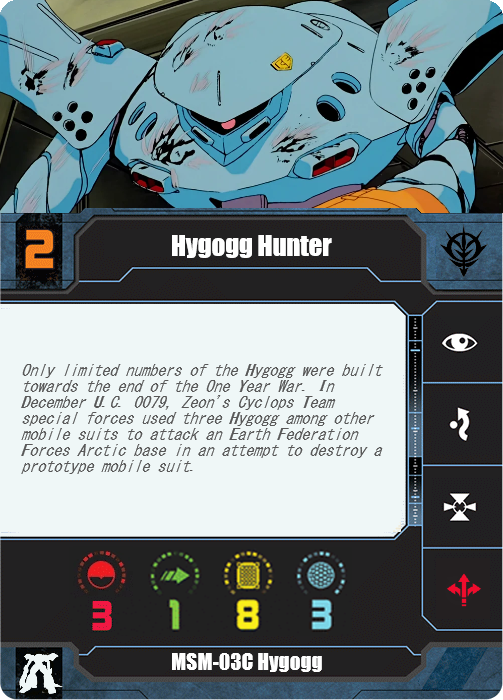 2
Hygogg Hunter
Only limited numbers of the Hygogg were built
towards the end of the One Year War. In
December U.C. 0079, Zeon's Cyclops Team
special forces used three Hygogg among other
mobile suits to attack an Earth Federation
Forces Arctic base in an attempt to destroy a
prototype mobile suit.
3 1 8 3
MSM-03C Hygogg